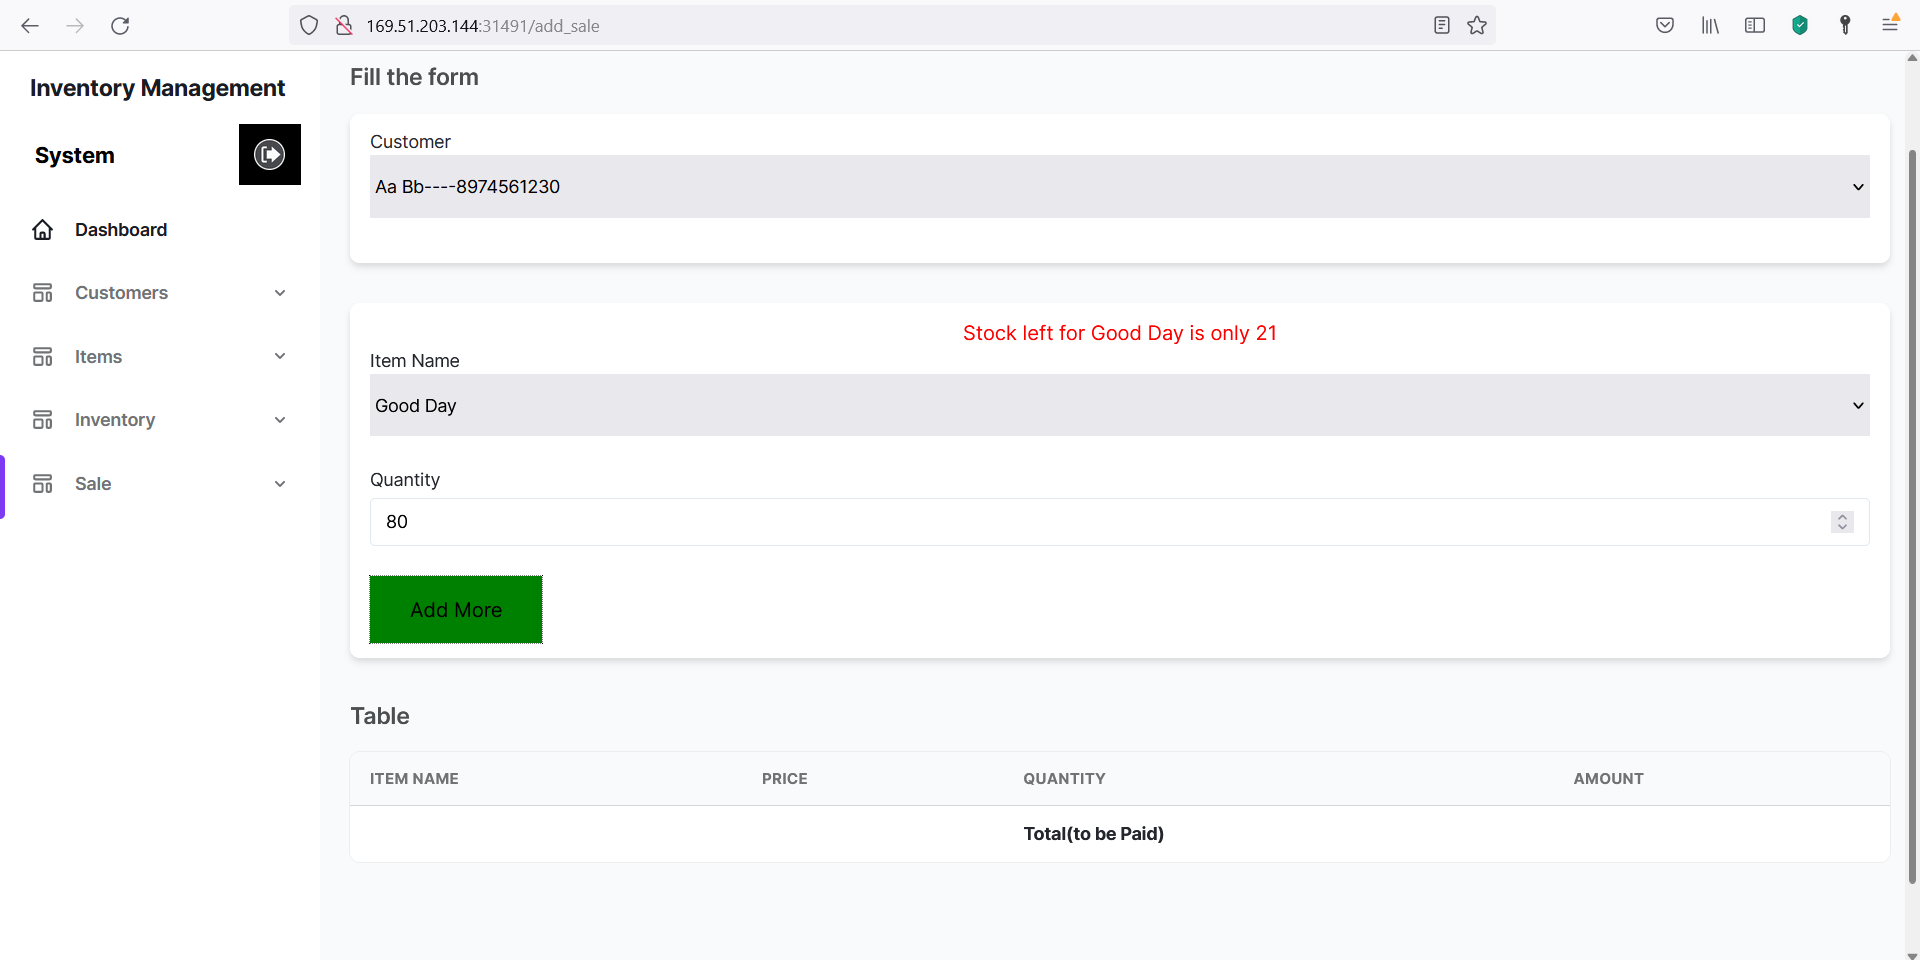 169.51.203.144:31491/add_sale
Inventory Management
System
Dashboard
Customers
Items
Inventory
Sale
Fill the form
Customer
Aa Bb----8974561230
Stock left for Good Day is only 21
Item Name
Good Day
Quantity
80
Add More
Table
ITEM NAME PRICE QUANTITY AMOUNT
Total(to be Paid)